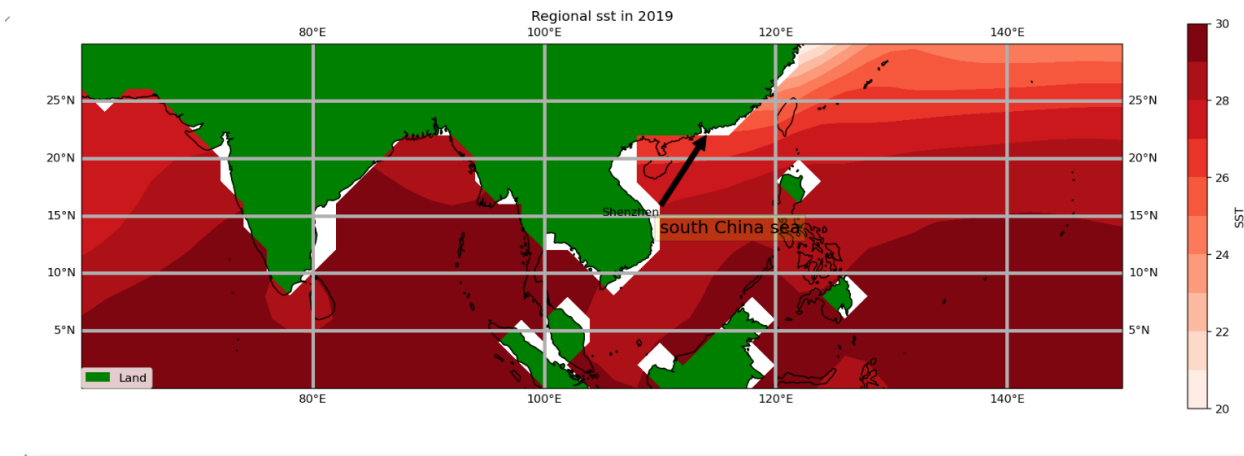 Regional sst in 2019
80°E 100°E 120°E 140°E
30
25°N 25°N
28
20°N 20°N
26
Shenzhen
15°N 15°N
SST
south China sea
24
10°N 10°N
22
5°N 5°N
Land
20
80°E 100°E 120°E 140°E